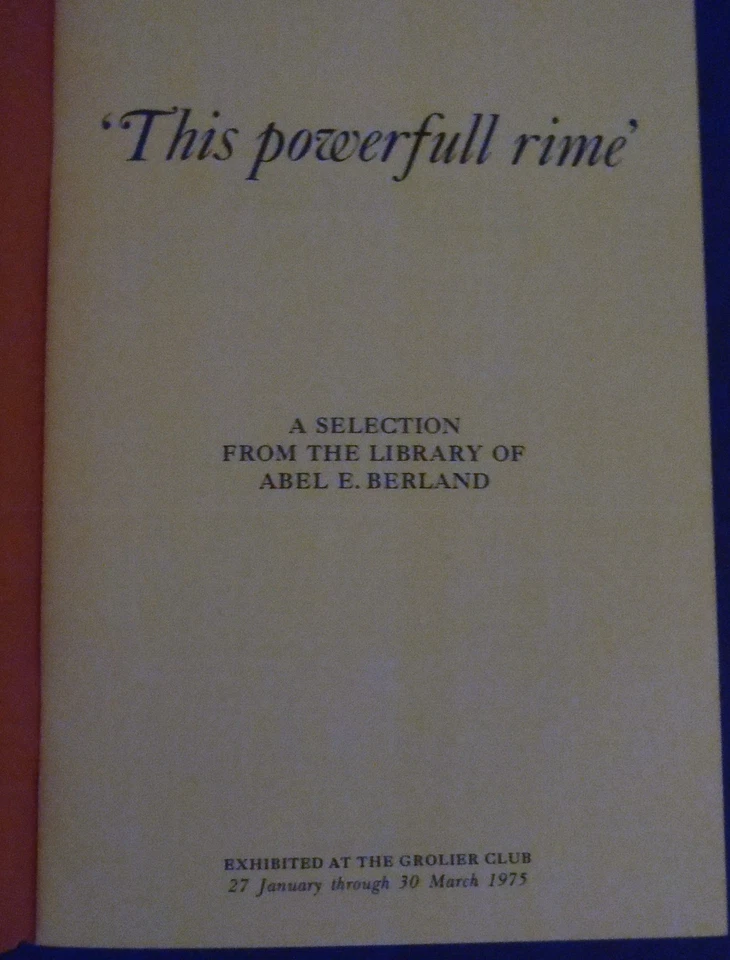 ‘This powerfull rime’
A SELECTION
FROM THE LIBRARY OF
ABEL E. BERLAND
EXHIBITED AT THE GROLIER CLUB
27 January through 30 March 1975